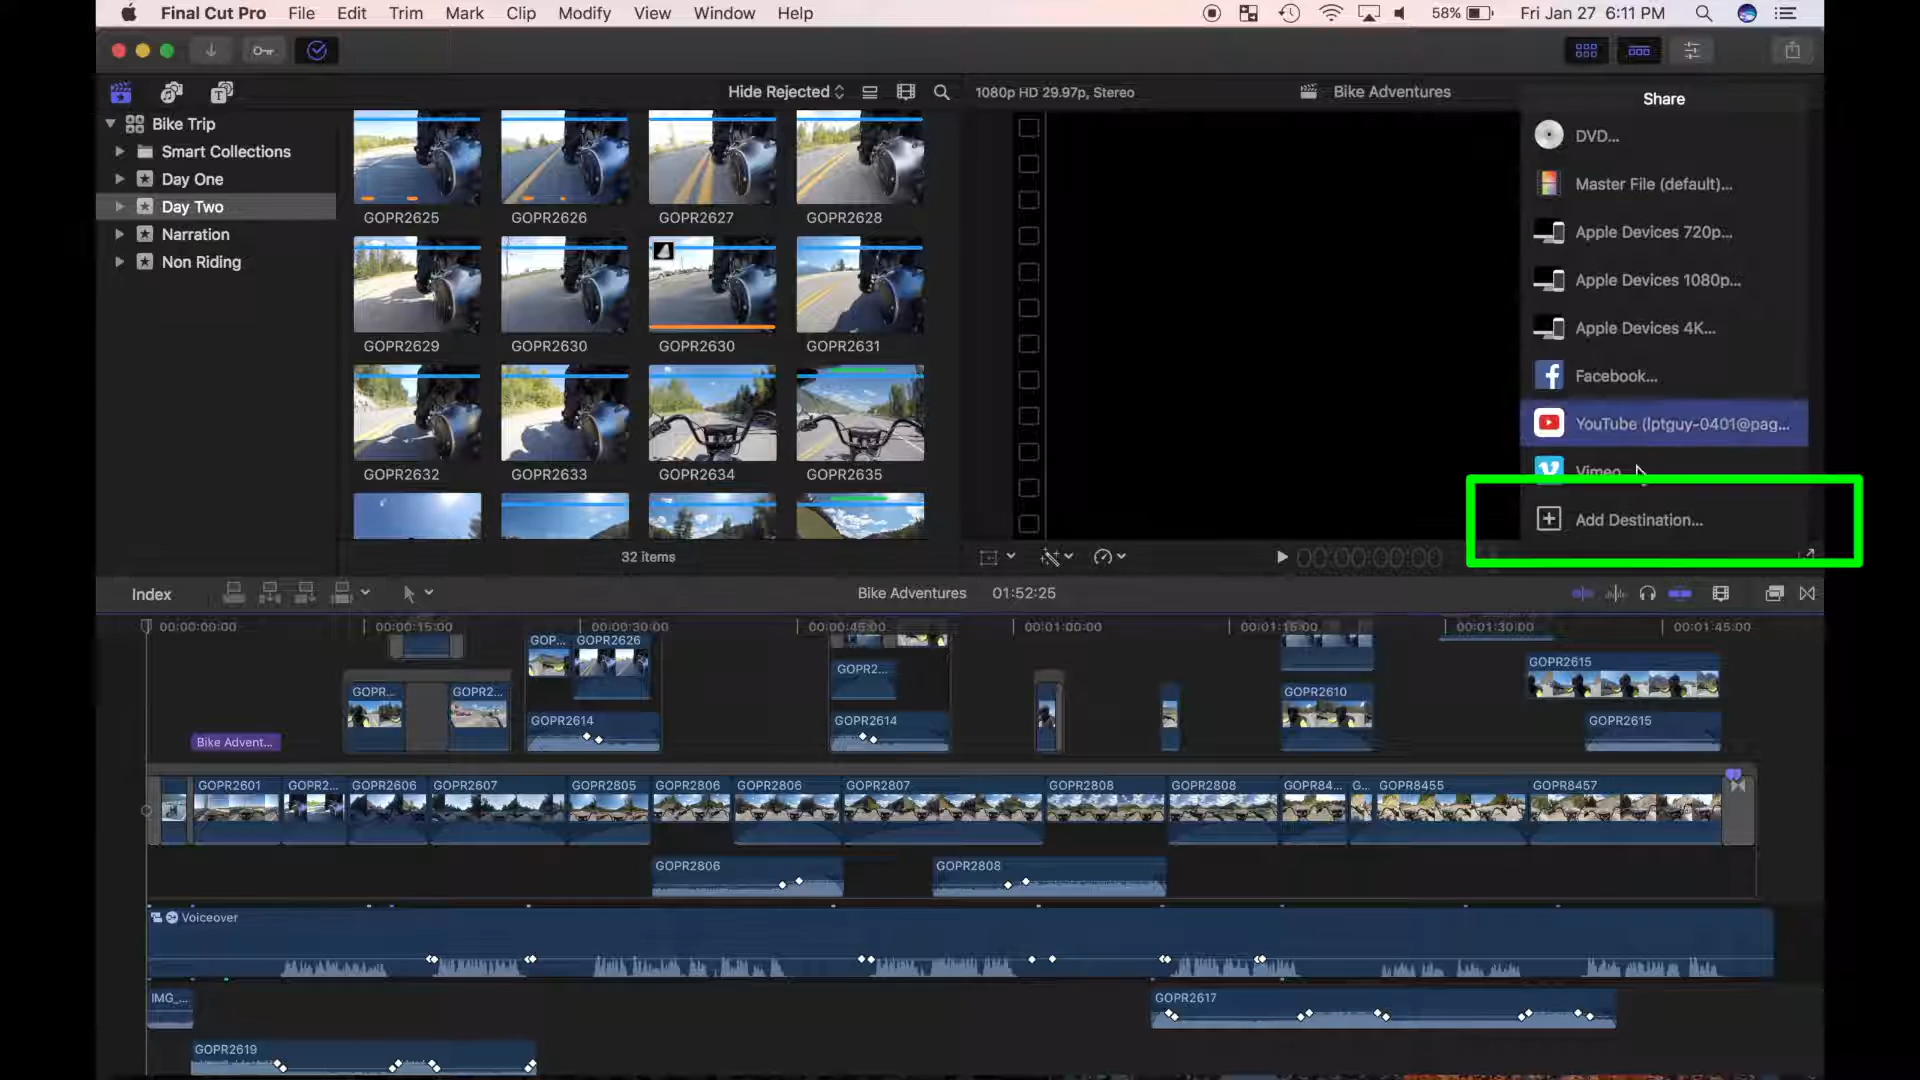 Final Cut Pro File Edit Trim Mark Clip Modify View Window Help 58% Fri Jan 27 6:11 PM
Hide Rejected 1080p HD 29.97p, Stereo Bike Adventures Share
Bike Trip
Smart Collections
Day One
Day Two
Narration
Non Riding
GOPR2625 GOPR2626 GOPR2627 GOPR2628
GOPR2629 GOPR2630 GOPR2630 GOPR2631
GOPR2632 GOPR2633 GOPR2634 GOPR2635
32 items
DVD...
Master File (default)...
Apple Devices 720p...
Apple Devices 1080p...
Apple Devices 4K...
Facebook...
YouTube (lptguy-0401@pag...
Vimeo
Add Destination...
00:00:00:00
Index Bike Adventures 01:52:25
00:00:00:00 00:00:15:00 00:00:30:00 00:00:45:00 00:01:00:00 00:01:15:00 00:01:30:00 00:01:45:00
GOP... GOPR2626
GOPR2... GOPR2615
GOPR... GOPR2... GOPR2610
GOPR2614 GOPR2614 GOPR2615
Bike Advent...
GOPR2601 GOPR2... GOPR2606 GOPR2607 GOPR2805 GOPR2806 GOPR2806 GOPR2807 GOPR2808 GOPR2808 GOPR84... G... GOPR8455 GOPR8457
GOPR2806 GOPR2808
Voiceover
IMG_... GOPR2617
GOPR2619